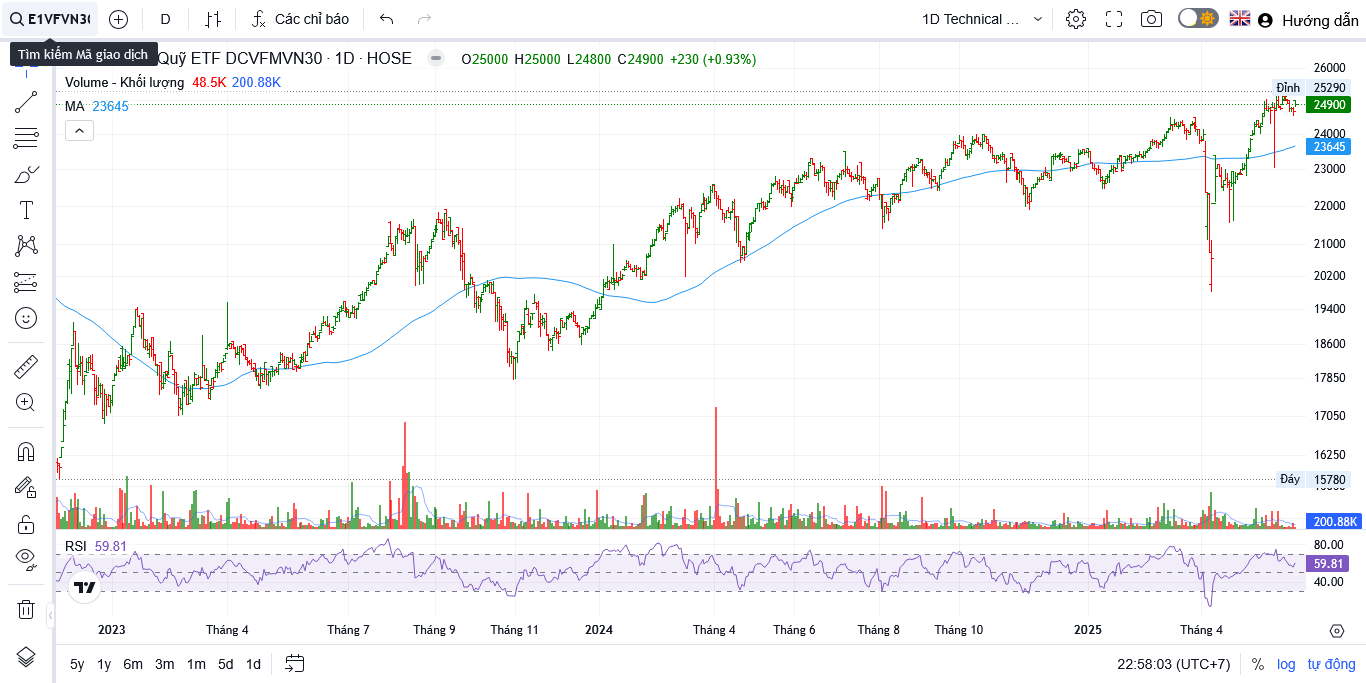 E1VFVN30 D Các chỉ báo 1D Technical ... Hướng dẫn
Tìm kiếm Mã giao dịch
Quỹ ETF DCVFMVN30 · 1D · HOSE O25000 H25000 L24800 C24900 +230 (+0.93%)
Volume - Khối lượng 48.5K 200.88K
MA 23645
26000
Đỉnh 25290
24900
24000
23645
23000
22000
21000
20200
19400
18600
17850
17050
16250
Đáy 15780
200.88K
RSI 59.81
80.00
59.81
40.00
2023 Tháng 4 Tháng 7 Tháng 9 Tháng 11 2024 Tháng 4 Tháng 6 Tháng 8 Tháng 10 2025 Tháng 4
5y 1y 6m 3m 1m 5d 1d 22:58:03 (UTC+7) % log tự động